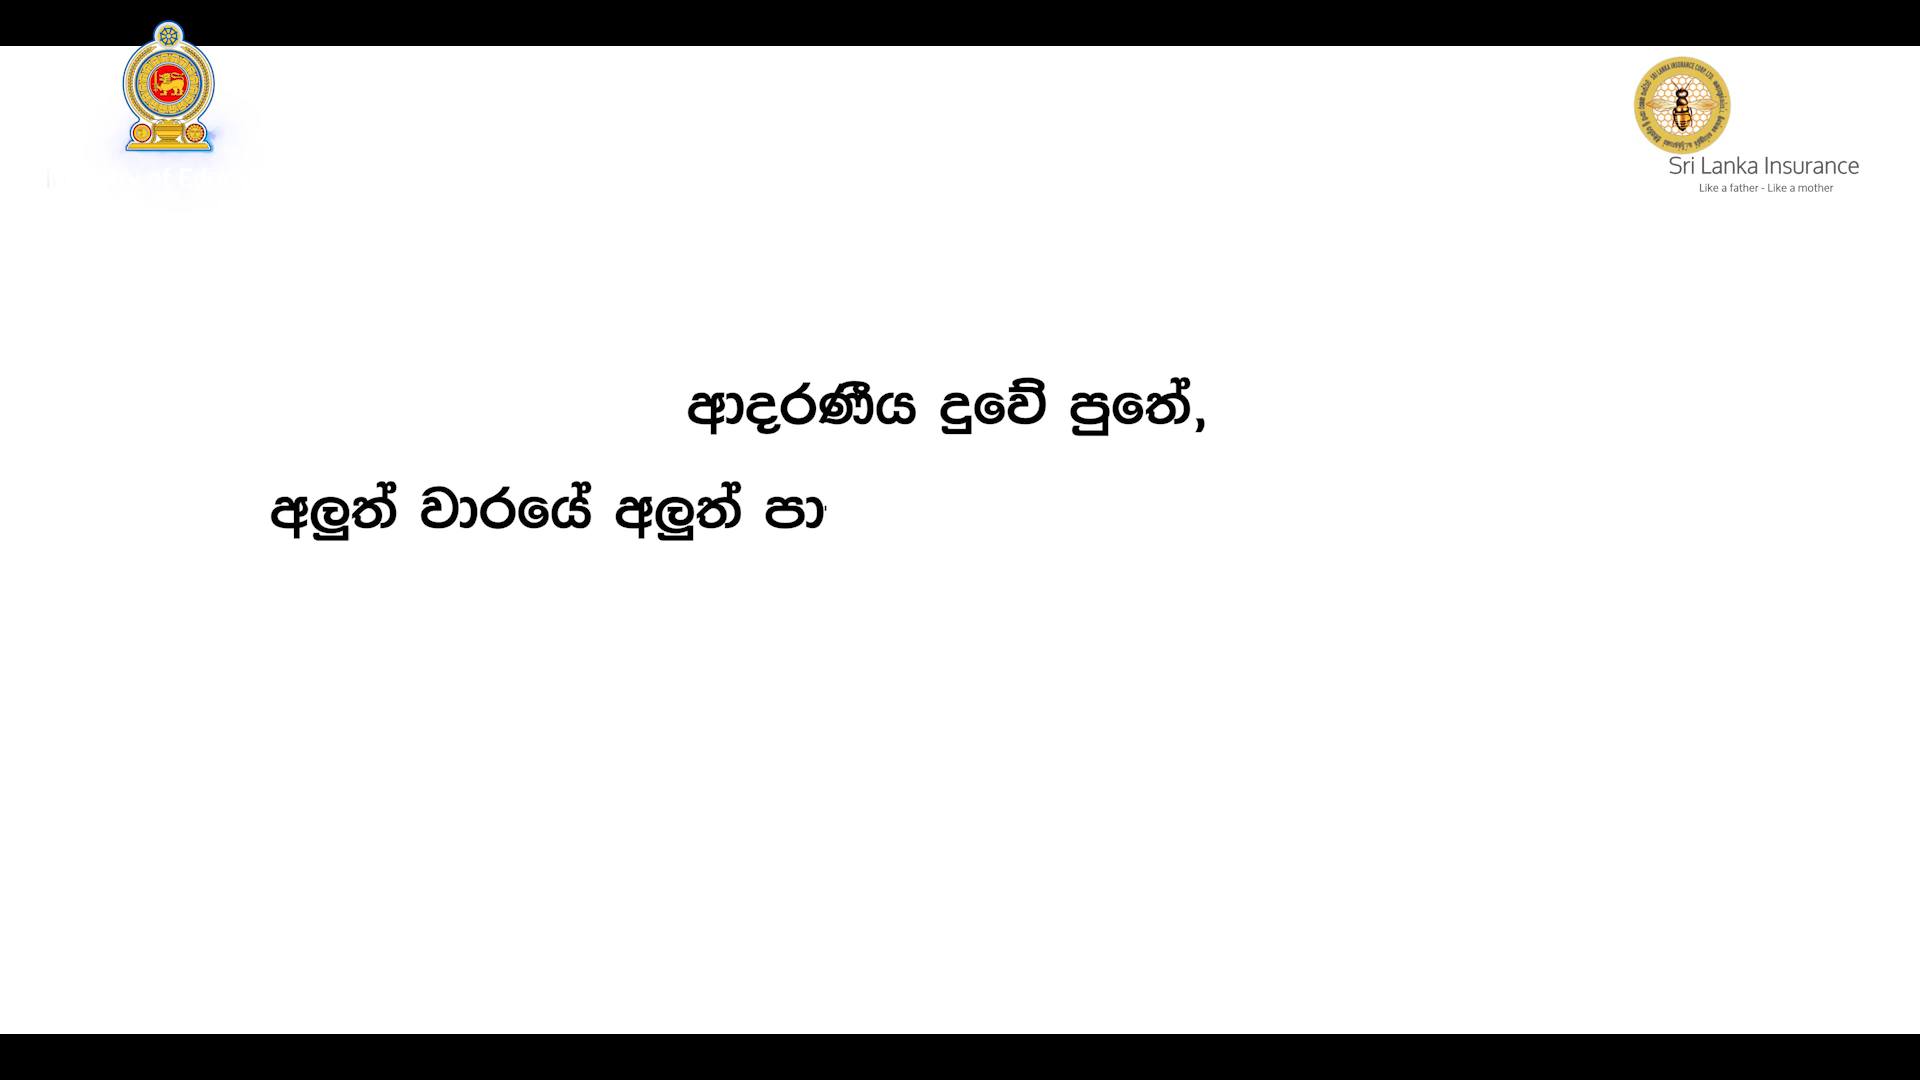 Sri Lanka Insurance
Like a father - Like a mother
ආදරණීය දුවේ පුතේ,
අලුත් වාරයේ අලුත් පා